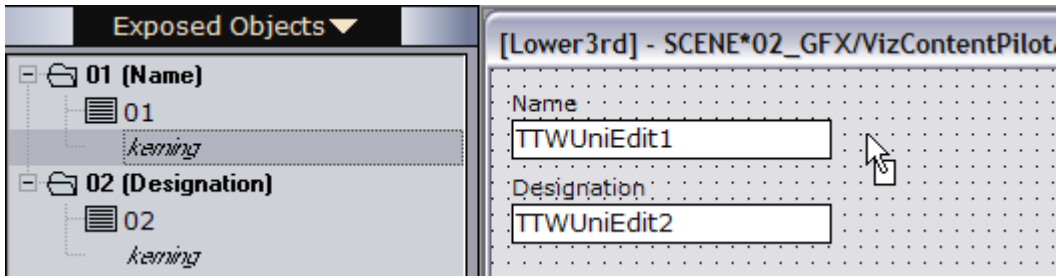 Exposed Objects
01 (Name)
01
kerning
02 (Designation)
02
kerning
[Lower3rd] - SCENE*02_GFX/VizContentPilot
Name
TTWUniEdit1
Designation
TTWUniEdit2